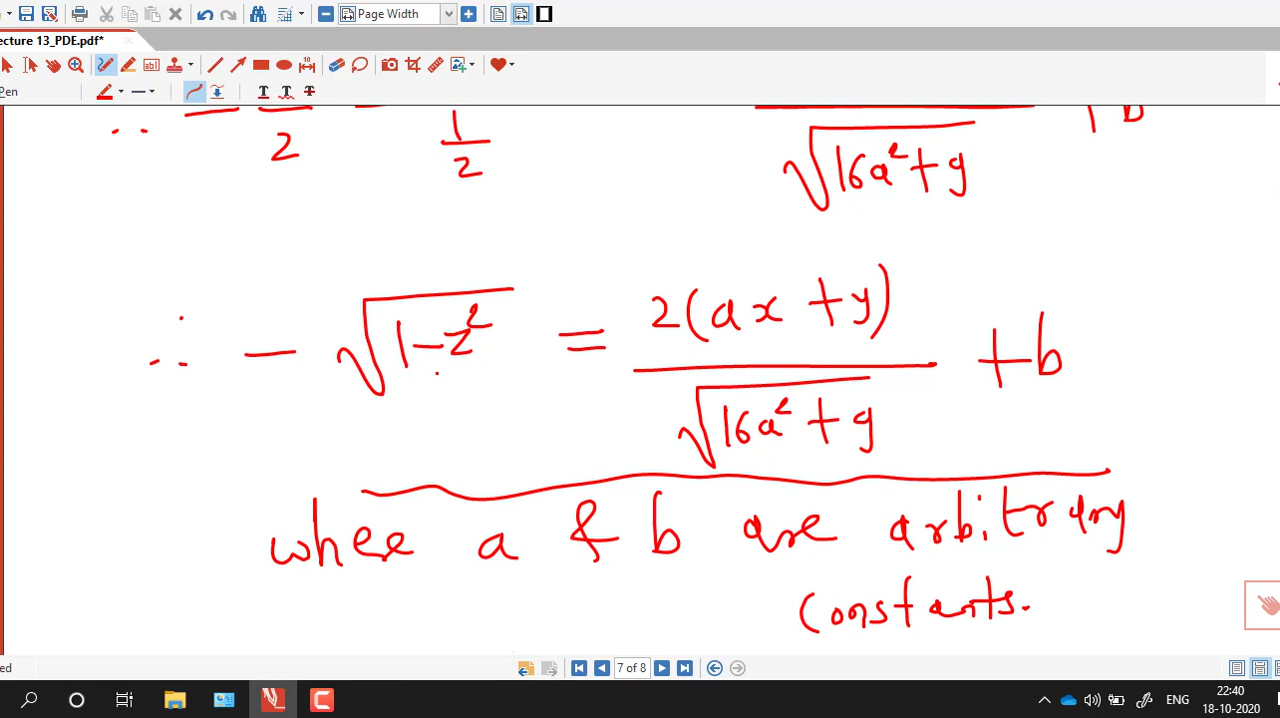 Page Width
ecture 13_PDE.pdf*
Pen
∴ 2 1/2 √(16a²+9) + b
∴ - √(1-z²) = 2(ax + y) / √(16a² + 9) + b
whee a & b are arbitrary
constants.
ed
7 of 8
ENG
22:40
18-10-2020